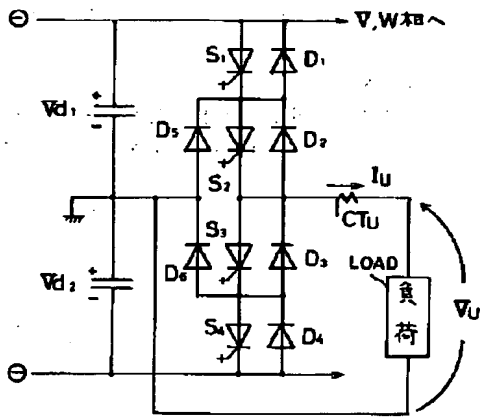 ⊖
V,W相へ
S1
D1
+
Vd1
-
D5
D2
S2
IU
CTU
S3
D6
D3
+
Vd2
-
LOAD
負荷
VU
S4
D4
⊖